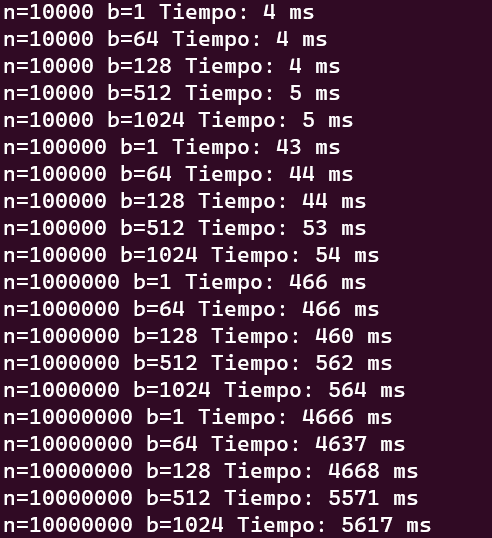 n=10000 b=1 Tiempo: 4 ms
n=10000 b=64 Tiempo: 4 ms
n=10000 b=128 Tiempo: 4 ms
n=10000 b=512 Tiempo: 5 ms
n=10000 b=1024 Tiempo: 5 ms
n=100000 b=1 Tiempo: 43 ms
n=100000 b=64 Tiempo: 44 ms
n=100000 b=128 Tiempo: 44 ms
n=100000 b=512 Tiempo: 53 ms
n=100000 b=1024 Tiempo: 54 ms
n=1000000 b=1 Tiempo: 466 ms
n=1000000 b=64 Tiempo: 466 ms
n=1000000 b=128 Tiempo: 460 ms
n=1000000 b=512 Tiempo: 562 ms
n=1000000 b=1024 Tiempo: 564 ms
n=10000000 b=1 Tiempo: 4666 ms
n=10000000 b=64 Tiempo: 4637 ms
n=10000000 b=128 Tiempo: 4668 ms
n=10000000 b=512 Tiempo: 5571 ms
n=10000000 b=1024 Tiempo: 5617 ms